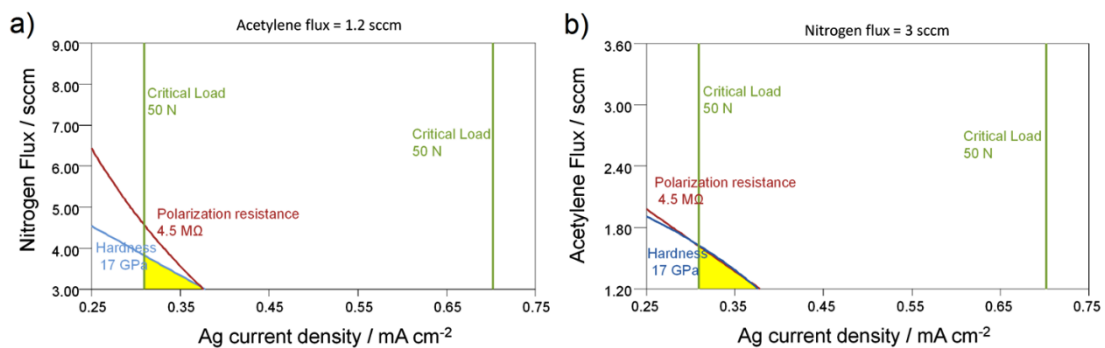 a)
Acetylene flux = 1.2 sccm
Nitrogen Flux / sccm
9.00
8.00
7.00
6.00
5.00
4.00
3.00
Critical Load
50 N
Critical Load
50 N
Polarization resistance
4.5 MΩ
Hardness
17 GPa
0.25
0.35
0.45
0.55
0.65
0.75
Ag current density / mA cm-2
b)
Nitrogen flux = 3 sccm
Acetylene Flux / sccm
3.60
3.00
2.40
1.80
1.20
Critical Load
50 N
Critical Load
50 N
Polarization resistance
4.5 MΩ
Hardness
17 GPa
0.25
0.35
0.45
0.55
0.65
0.75
Ag current density / mA cm-2